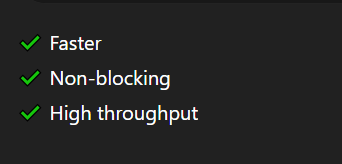 ✓ Faster
✓ Non-blocking
✓ High throughput